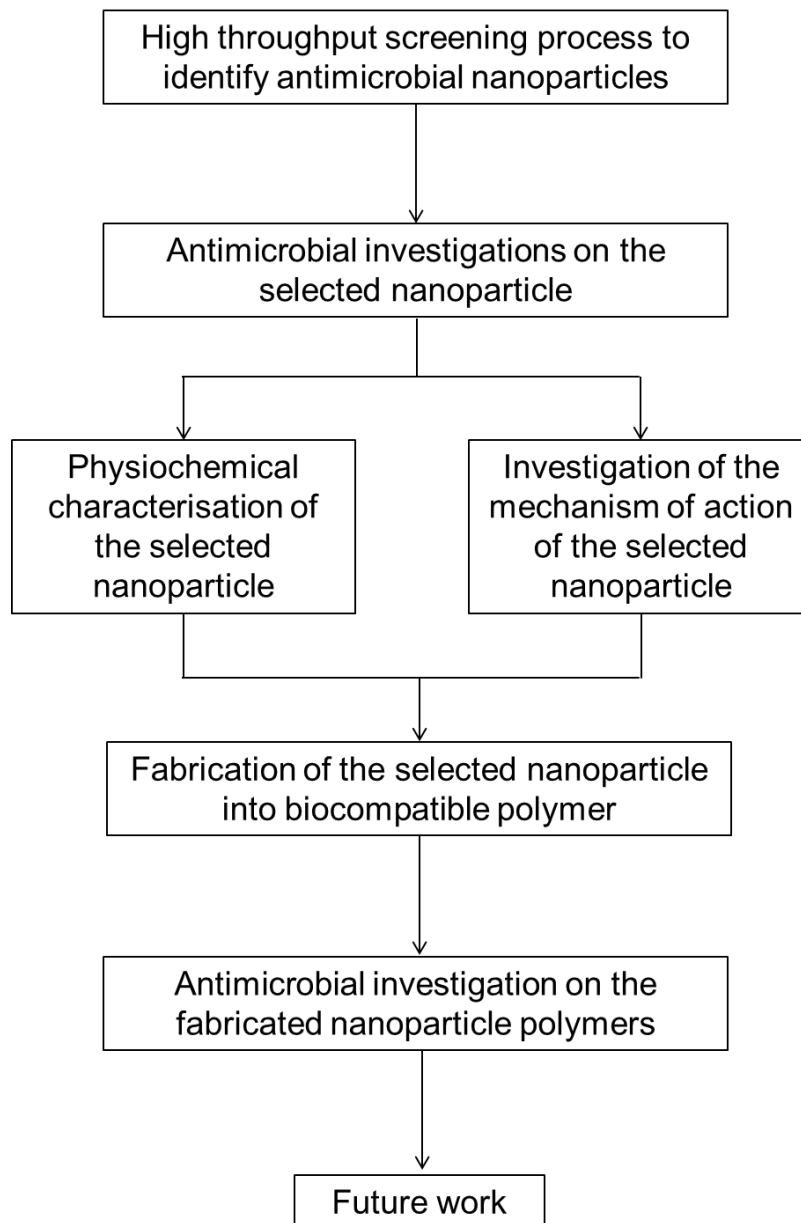 High throughput screening process to
identify antimicrobial nanoparticles
Antimicrobial investigations on the
selected nanoparticle
Physiochemical
characterisation of
the selected
nanoparticle
Investigation of the
mechanism of action
of the selected
nanoparticle
Fabrication of the selected nanoparticle
into biocompatible polymer
Antimicrobial investigation on the
fabricated nanoparticle polymers
Future work